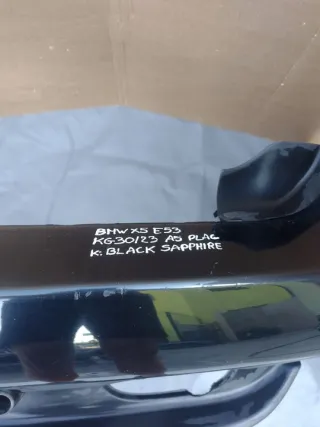 BMW X5 E53
KG30/23 A5 PLAC
K: BLACK SAPPHIRE